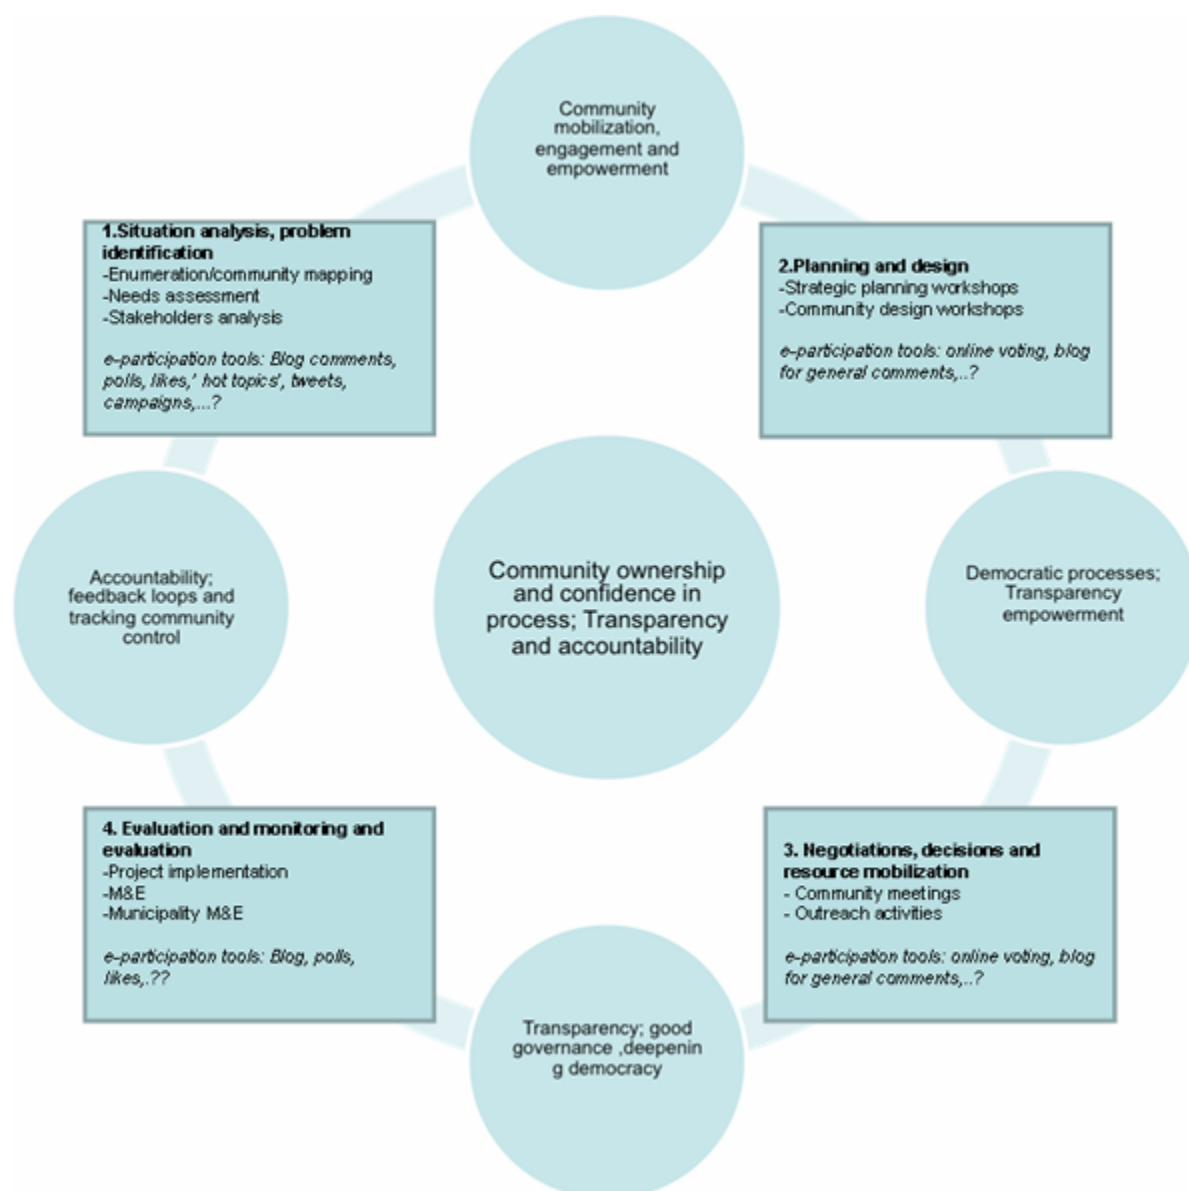 Community
mobilization,
engagement and
empowerment
1.Situation analysis, problem
identification
-Enumeration/community mapping
-Needs assessment
-Stakeholders analysis
e-participation tools: Blog comments,
polls, likes,' hot topics', tweets,
campaigns,...?
2.Planning and design
-Strategic planning workshops
-Community design workshops
e-participation tools: online voting, blog
for general comments,..?
Accountability;
feedback loops and
tracking community
control
Community ownership
and confidence in
process; Transparency
and accountability
Democratic processes;
Transparency
empowerment
4. Evaluation and monitoring and
evaluation
-Project implementation
-M&E
-Municipality M&E
e-participation tools: Blog, polls,
likes,.??
3. Negotiations, decisions and
resource mobilization
- Community meetings
- Outreach activities
e-participation tools: online voting, blog
for general comments,..?
Transparency; good
governance ,deepenin
g democracy